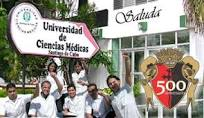 Universidad
de
Ciencias Médicas
Santiago de Cuba
Saluda
500